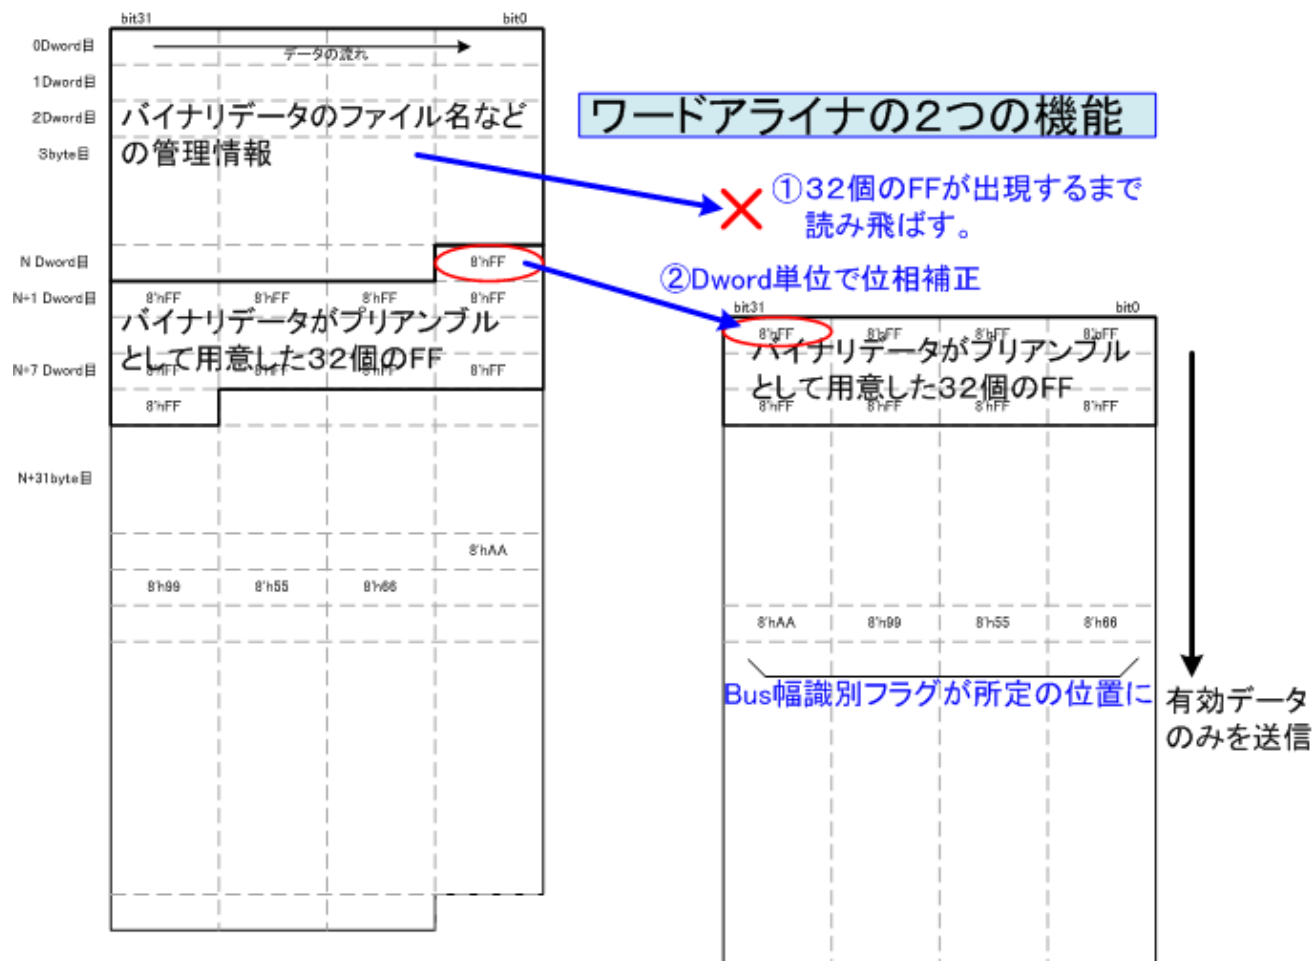 bit31 bit0
0Dword目
データの流れ
1Dword目
2Dword目
バイナリデータのファイル名など
の管理情報
3byte目
ワードアライナの2つの機能
①32個のFFが出現するまで
読み飛ばす。
N Dword目
8'hFF
②Dword単位で位相補正
N+1 Dword目
8'hFF 8'hFF 8'hFF 8'hFF
バイナリデータがプリアンブル
として用意した32個のFF
N+7 Dword目
8'hFF 8'hFF 8'hFF 8'hFF
8'hFF
bit31 bit0
8'hFF 8'hFF 8'hFF 8'hFF
バイナリデータがプリアンブル
として用意した32個のFF
8'hFF 8'hFF 8'hFF 8'hFF
N+31byte目
8'hAA
8'h99 8'h55 8'h66
8'hAA 8'h99 8'h55 8'h66
Bus幅識別フラグが所定の位置に
有効データ
のみを送信